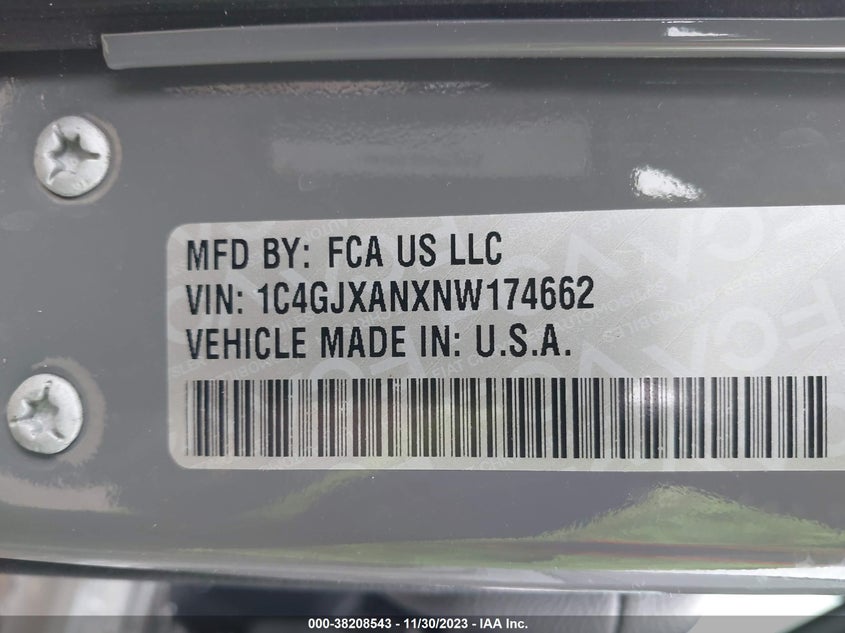 MFD BY: FCA US LLC
VIN: 1C4GJXANXNW174662
VEHICLE MADE IN: U.S.A.
000-38208543 - 11/30/2023 - IAA Inc.